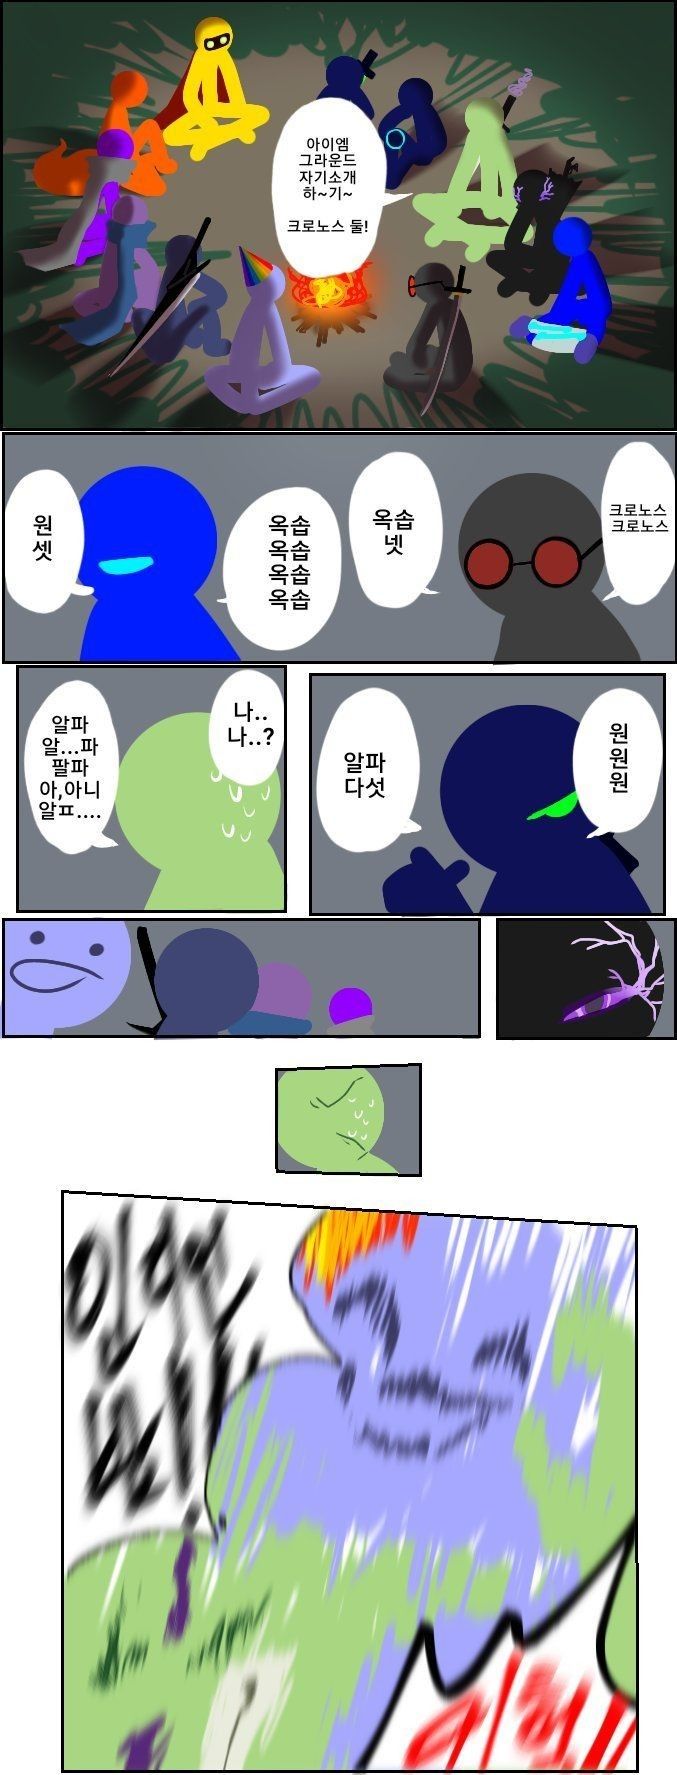 아이엠
그라운드
자기소개
하~기~
크로노스 둘!
크로노스
크로노스
옥솝
넷
옥솝
옥솝
옥솝
옥솝
원
셋
원
원
원
알파
다섯
나..
나..?
알파
알...파
팔파
아,아니
알ㅍ....